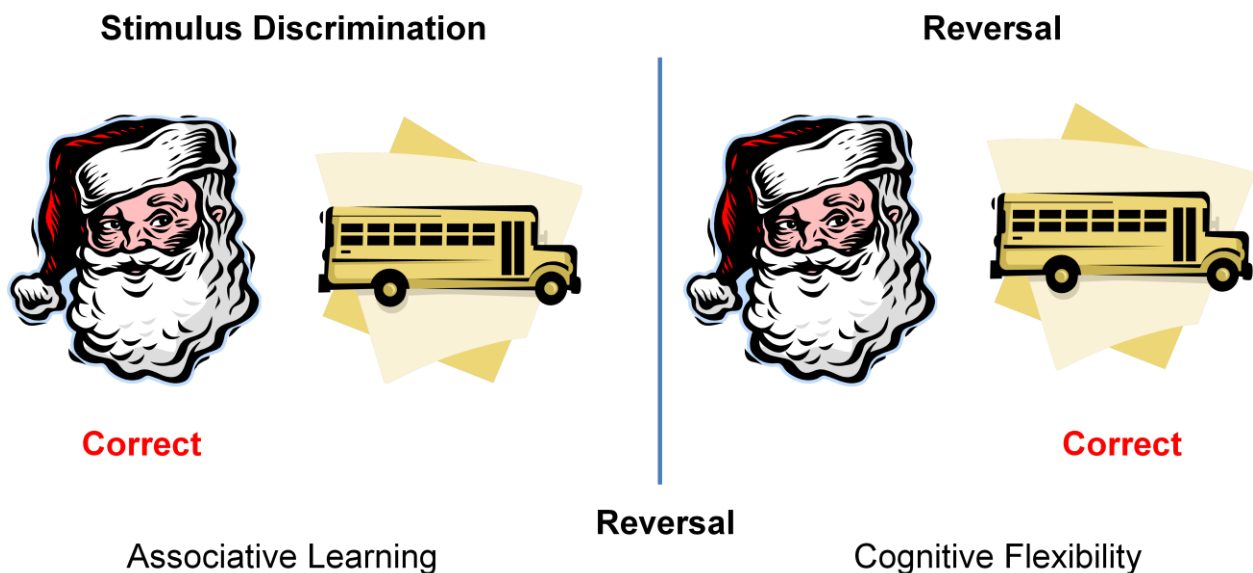 Stimulus Discrimination
Reversal
Correct
Correct
Reversal
Associative Learning
Cognitive Flexibility